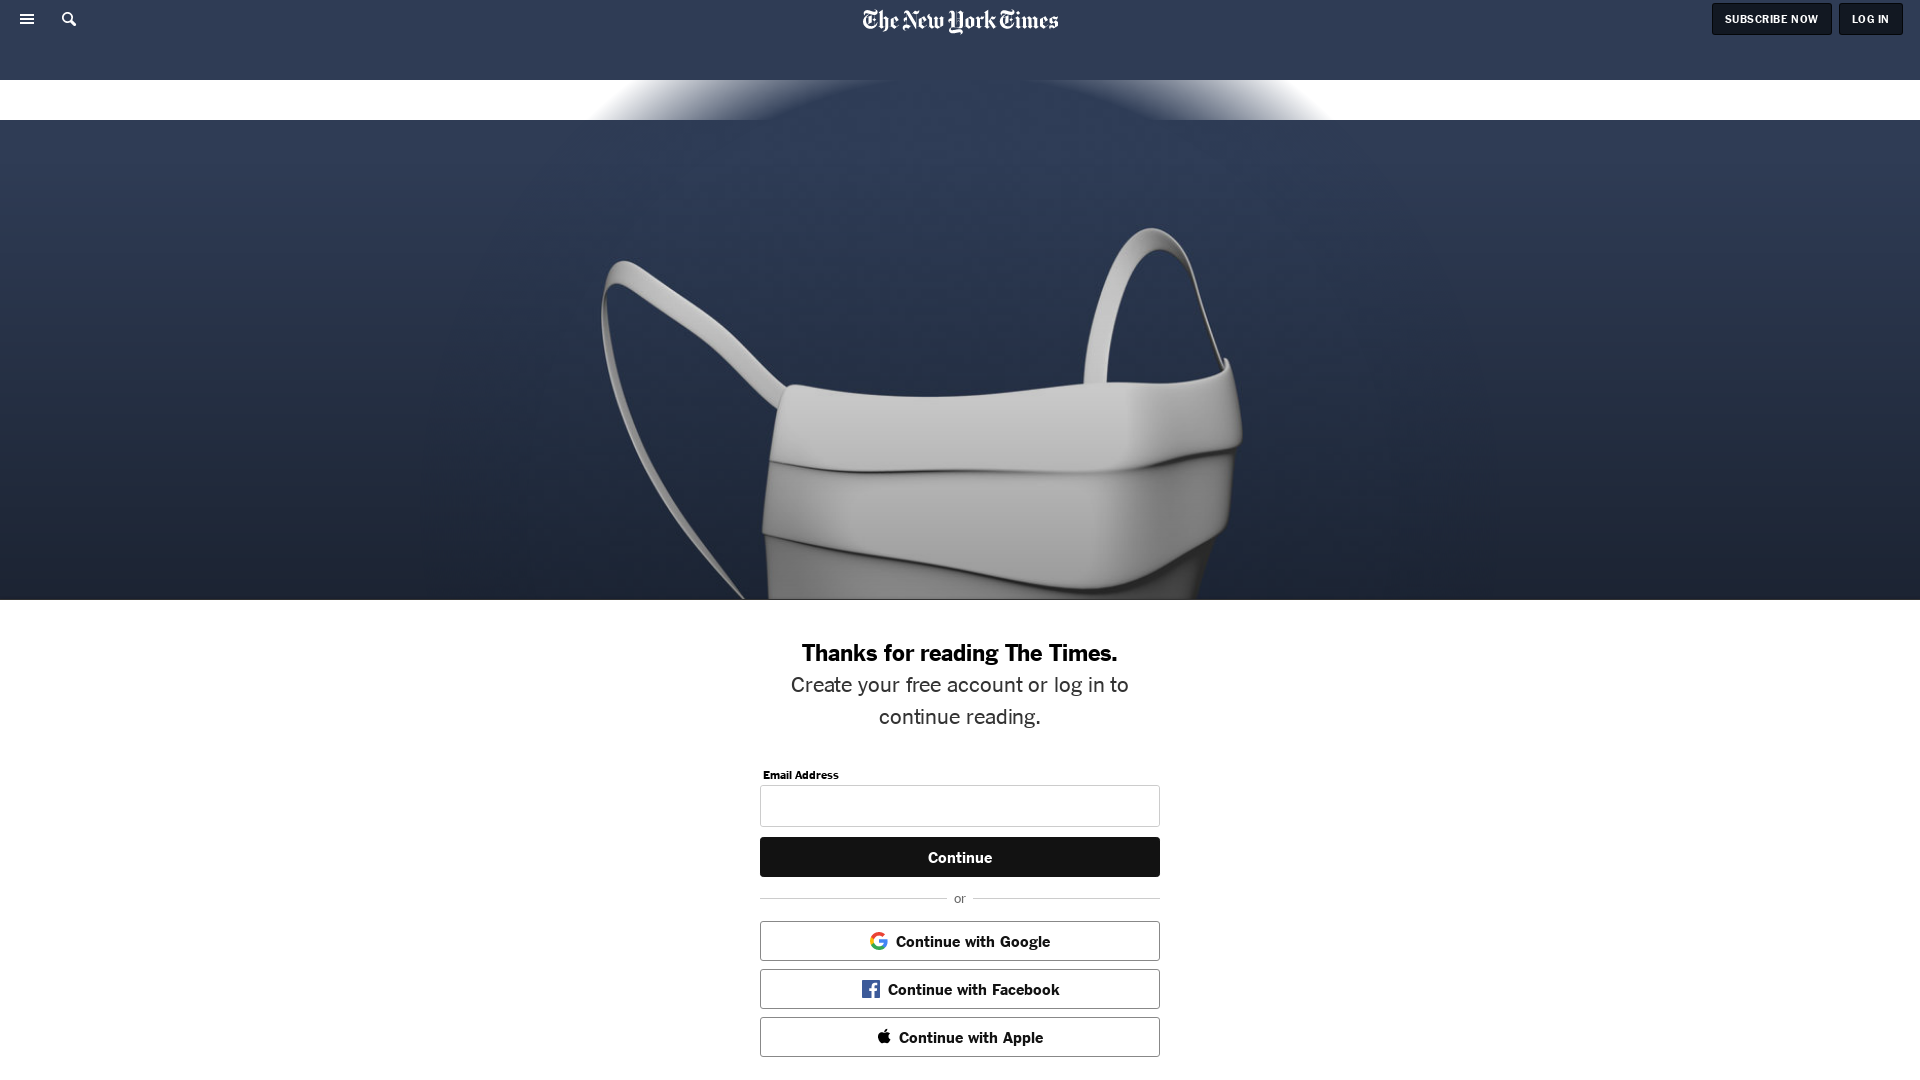 The New York Times
SUBSCRIBE NOW
LOG IN
Thanks for reading The Times.
Create your free account or log in to
continue reading.
Email Address
Continue
or
Continue with Google
Continue with Facebook
Continue with Apple